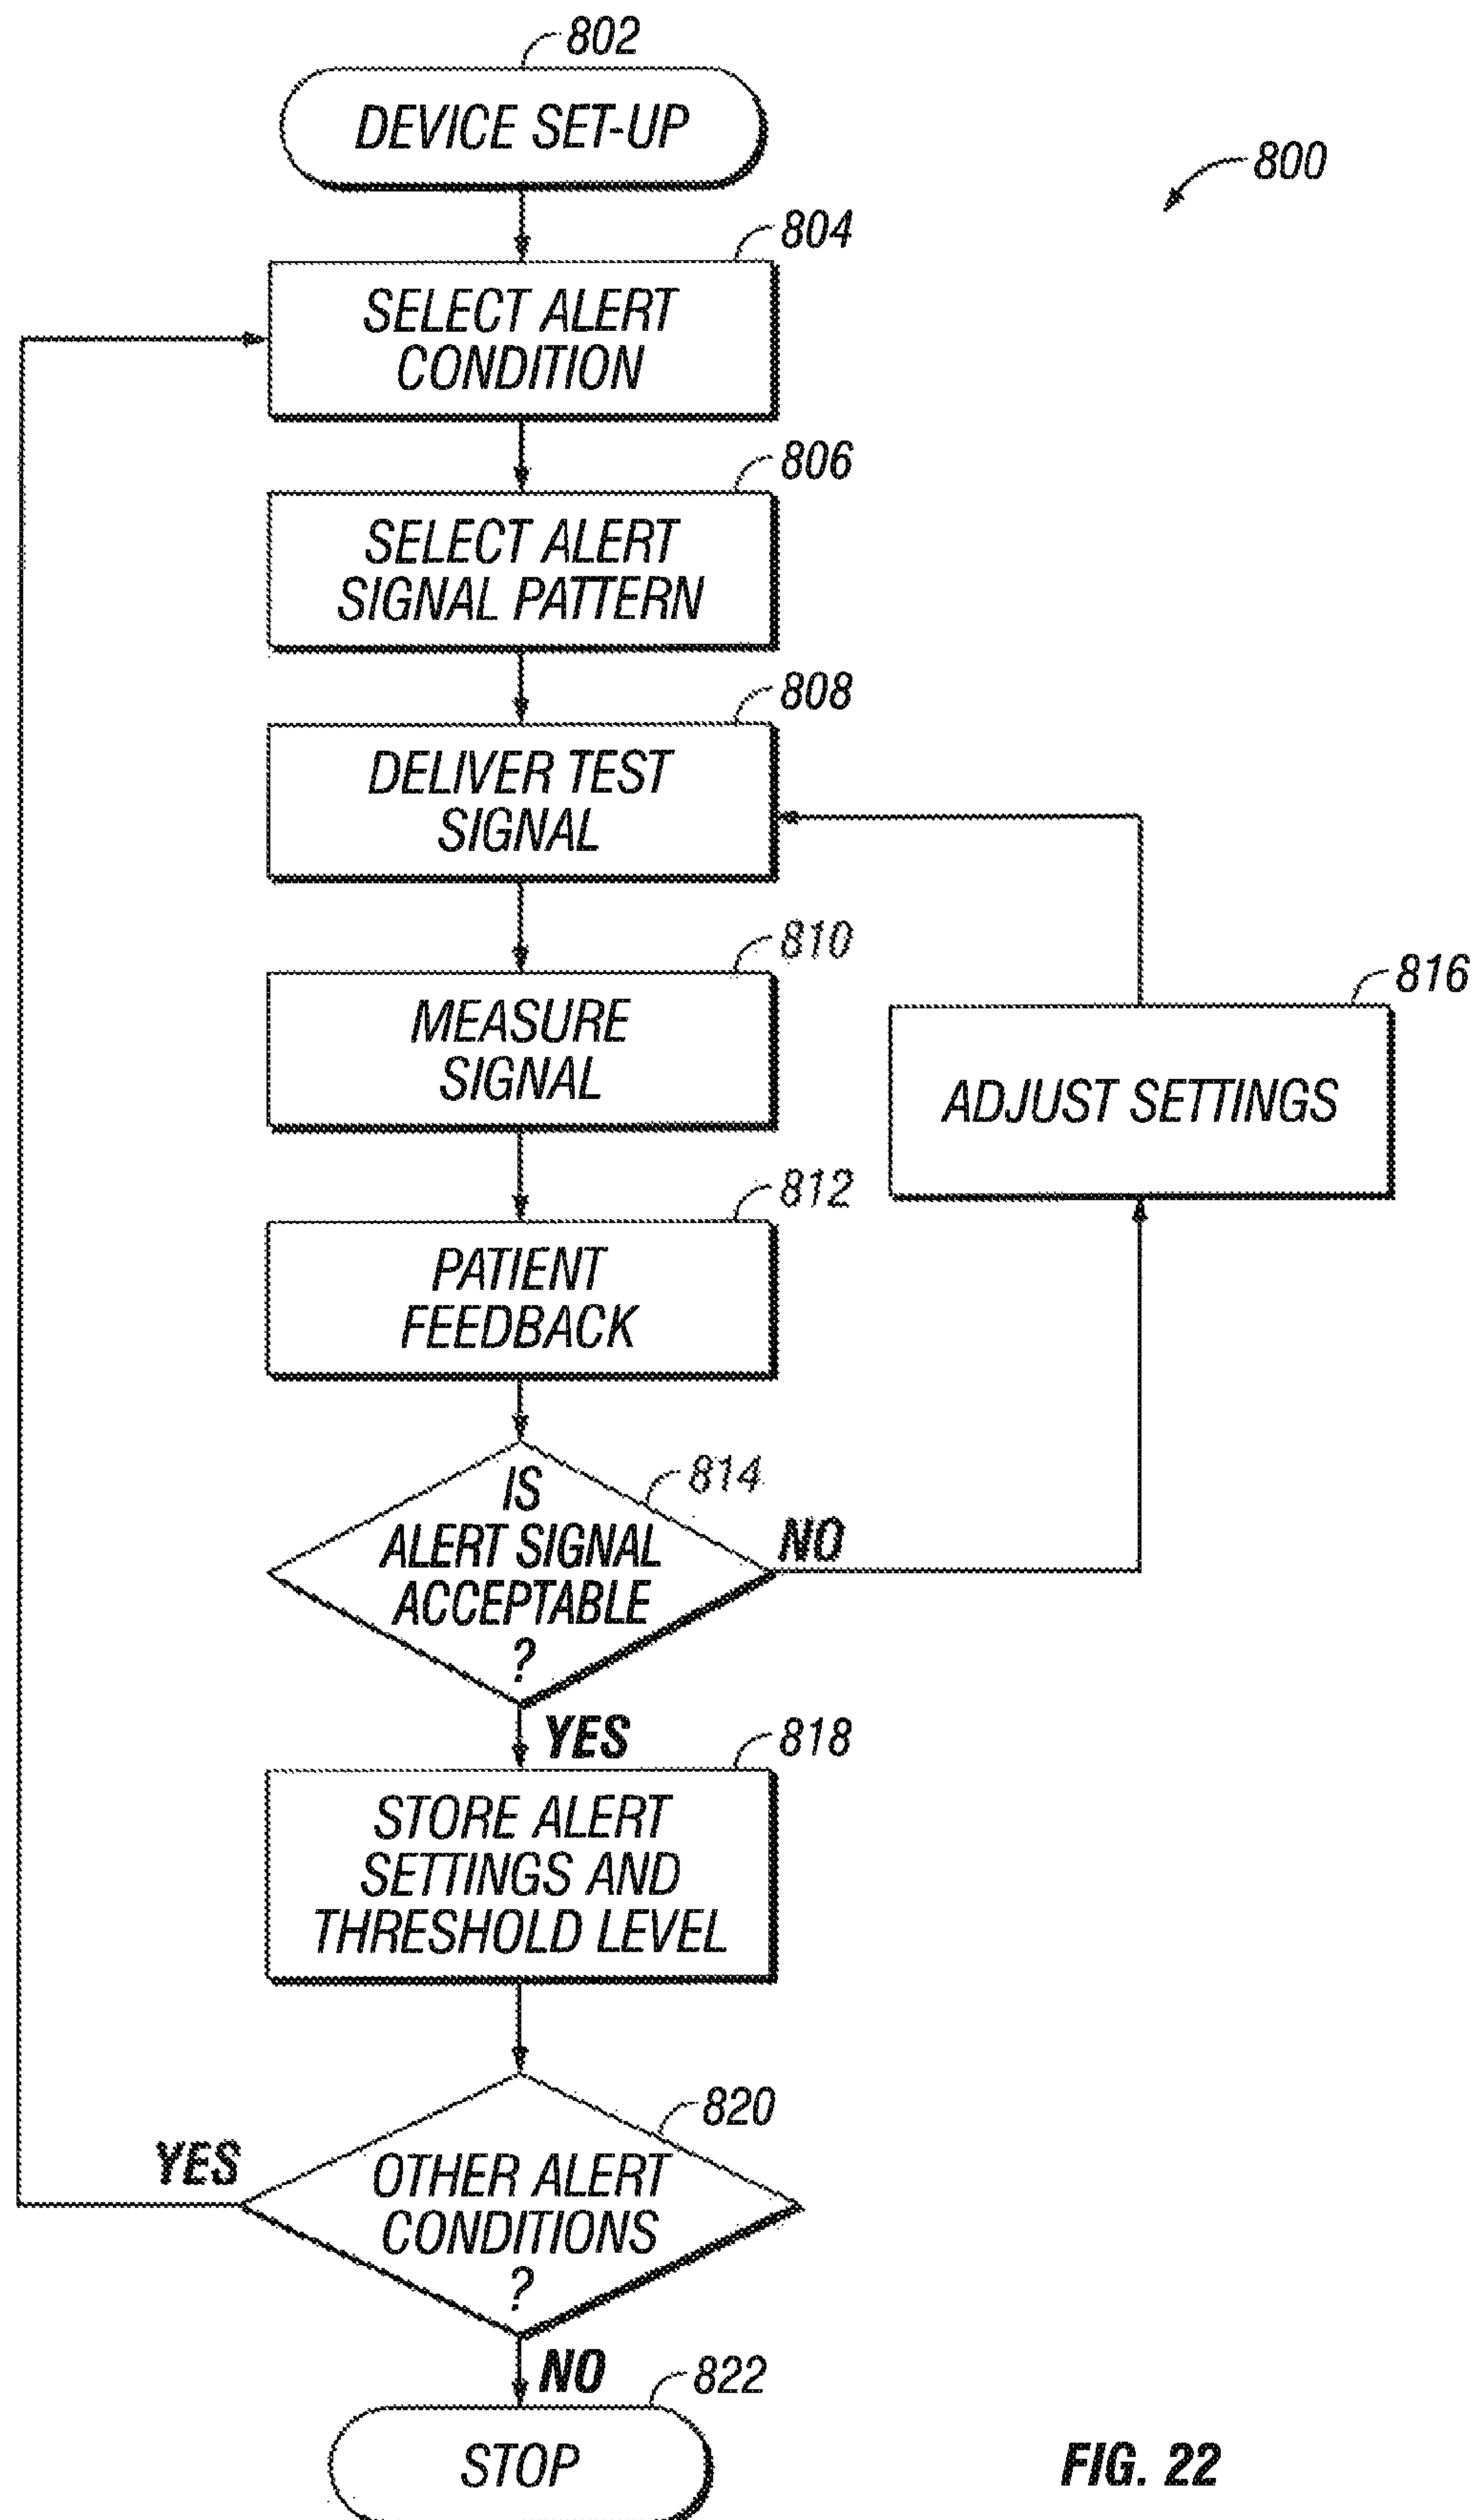 802
DEVICE SET-UP
800
804
SELECT ALERT
CONDITION
806
SELECT ALERT
SIGNAL PATTERN
808
DELIVER TEST
SIGNAL
810
MEASURE
SIGNAL
816
ADJUST SETTINGS
812
PATIENT
FEEDBACK
814
IS
ALERT SIGNAL
ACCEPTABLE
?
NO
YES
818
STORE ALERT
SETTINGS AND
THRESHOLD LEVEL
820
YES
OTHER ALERT
CONDITIONS
?
NO
822
STOP
FIG. 22